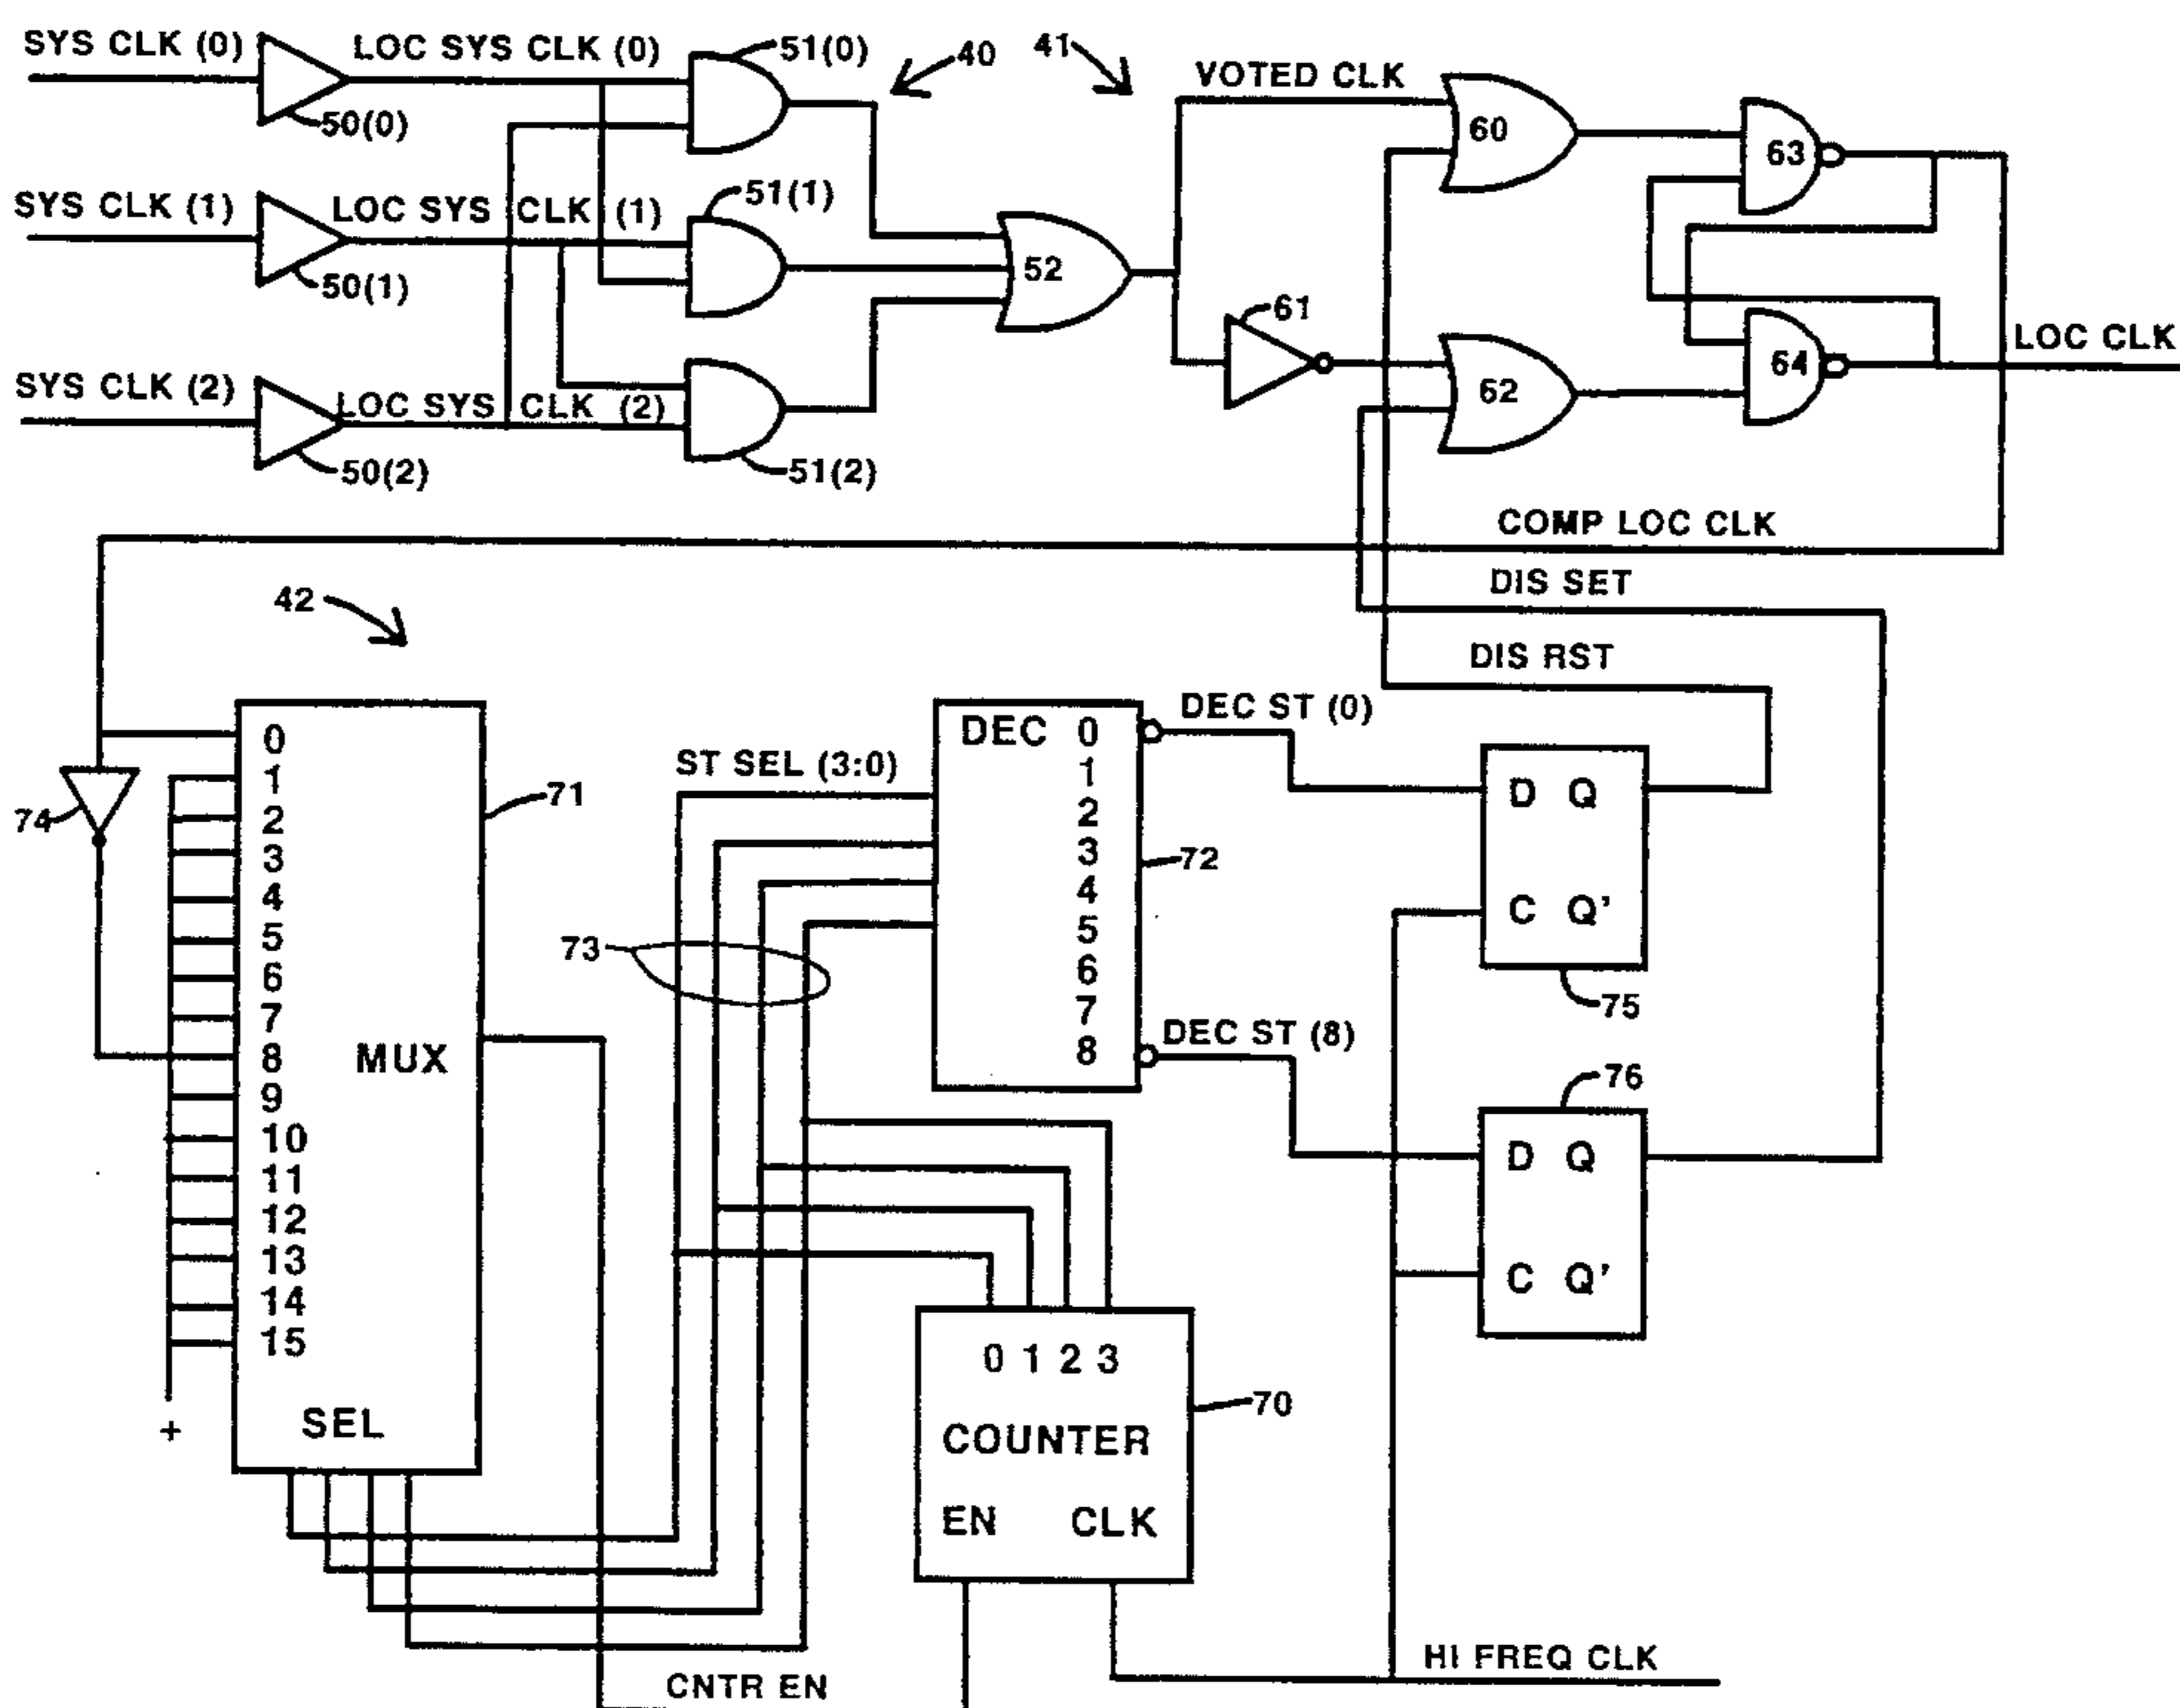 SYS CLK (0)
LOC SYS CLK (0)
51(0)
40
41
VOTED CLK
50(0)
60
63
SYS CLK (1)
LOC SYS CLK (1)
51(1)
50(1)
52
61
LOC CLK
SYS CLK (2)
LOC SYS CLK (2)
62
64
50(2)
51(2)
COMP LOC CLK
DIS SET
42
DIS RST
DEC ST (0)
ST SEL (3:0)
71
74
0
1
2
3
4
5
6
7
8
9
10
11
12
13
14
15
MUX
SEL
+
DEC
0
1
2
3
4
5
6
7
8
72
73
D Q
C Q'
75
DEC ST (8)
76
D Q
C Q'
0 1 2 3
COUNTER
70
EN CLK
HI FREQ CLK
CNTR EN